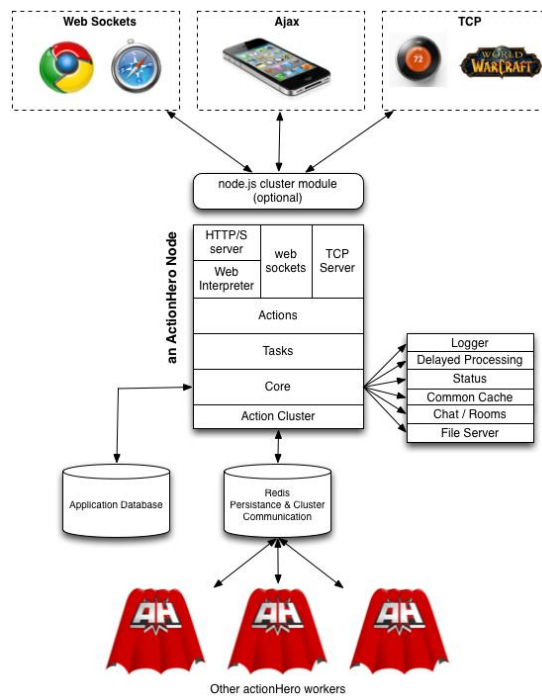 Web Sockets
Ajax
TCP
72
WORLD
WARCRAFT
node.js cluster module
(optional)
an ActionHero Node
HTTP/S
server
Web
Interpreter
web
sockets
TCP
Server
Actions
Tasks
Core
Action Cluster
Logger
Delayed Processing
Status
Common Cache
Chat / Rooms
File Server
Application Database
Redis
Persistance & Cluster
Communication
AH
AH
AH
Other actionHero workers